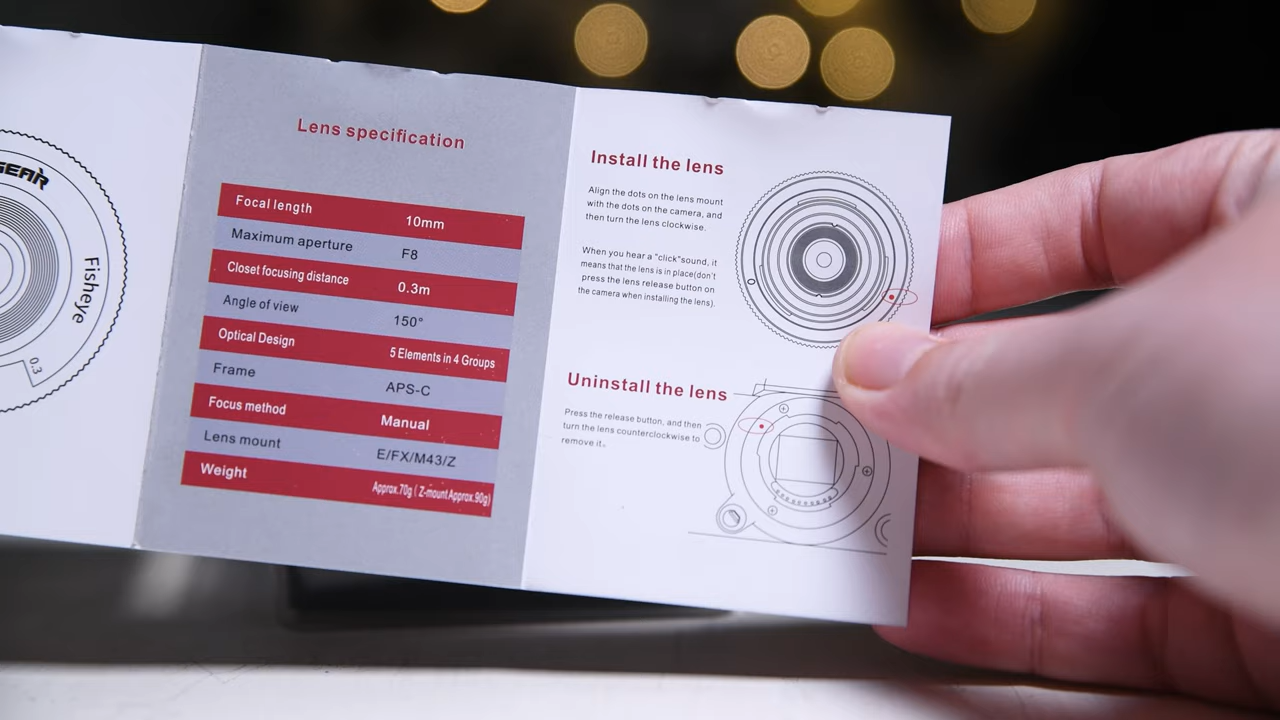 GEAR
Fisheye
0.3
Lens specification
Focal length 10mm
Maximum aperture F8
Closet focusing distance 0.3m
Angle of view 150°
Optical Design 5 Elements in 4 Groups
Frame APS-C
Focus method Manual
Lens mount E/FX/M43/Z
Weight Approx.70g ( Z-mount Approx.90g)
Install the lens
Align the dots on the lens mount
with the dots on the camera, and
then turn the lens clockwise.
When you hear a "click"sound, it
means that the lens is in place(don't
press the lens release button on
the camera when installing the lens).
Uninstall the lens
Press the release button, and then
turn the lens counterclockwise to
remove it。